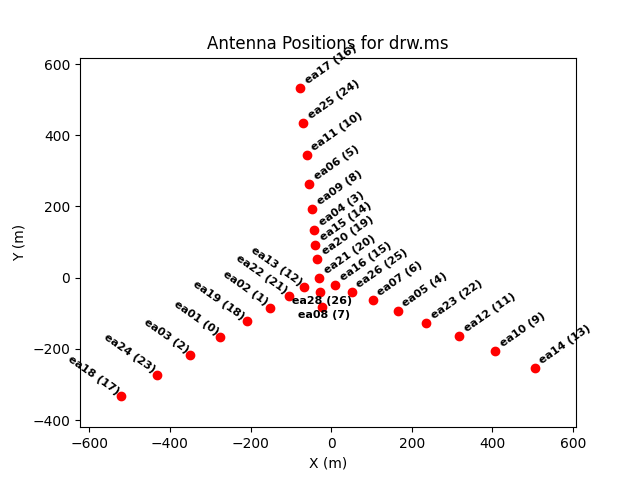 Antenna Positions for drw.ms
ea17 (16)
ea25 (24)
ea11 (10)
ea06 (5)
ea09 (8)
ea04 (3)
ea15 (14)
ea20 (19)
ea21 (20)
ea16 (15)
ea26 (25)
ea07 (6)
ea05 (4)
ea23 (22)
ea12 (11)
ea10 (9)
ea14 (13)
ea13 (12)
ea22 (21)
ea02 (1)
ea19 (18)
ea01 (0)
ea03 (2)
ea24 (23)
ea18 (17)
ea28 (26)
ea08 (7)
600
400
200
0
−200
−400
Y (m)
−600 −400 −200 0 200 400 600
X (m)